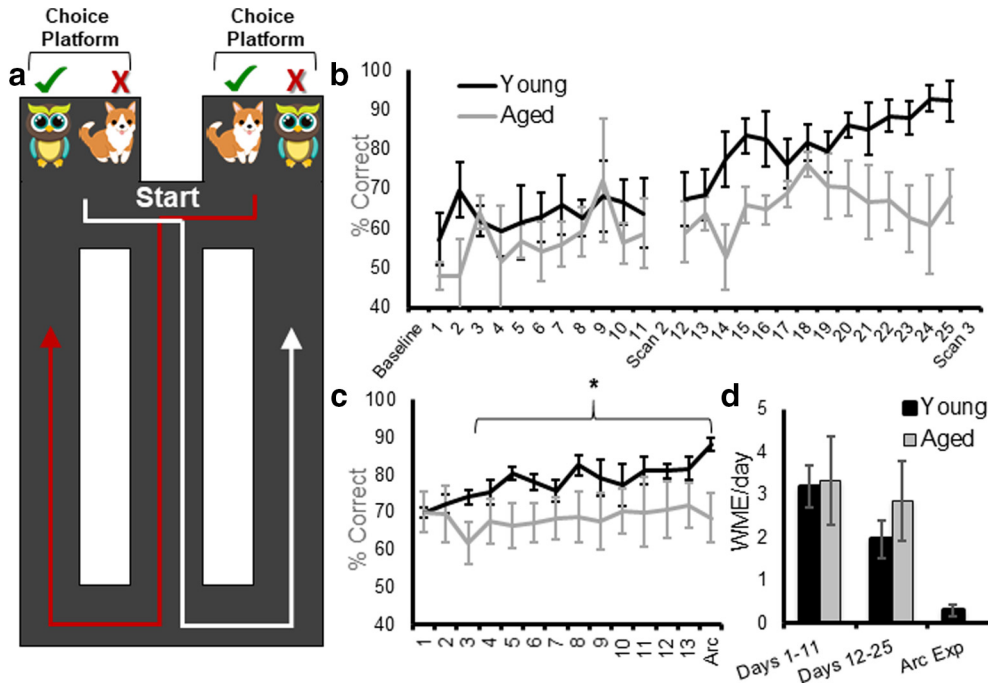 a
Choice
Platform
Choice
Platform
✓ X ✓ X
Start
b
100
90
80
70
60
50
40
% Correct
Young
Aged
Baseline 1 2 3 4 5 6 7 8 9 10 11 Scan 2 12 13 14 15 16 17 18 19 20 21 22 23 24 25 Scan 3
c
*
100
90
80
70
60
50
40
% Correct
1 2 3 4 5 6 7 8 9 10 11 12 13 Arc
d
5
4
3
2
1
0
WME/day
Young
Aged
Days 1-11
Days 12-25
Arc Exp